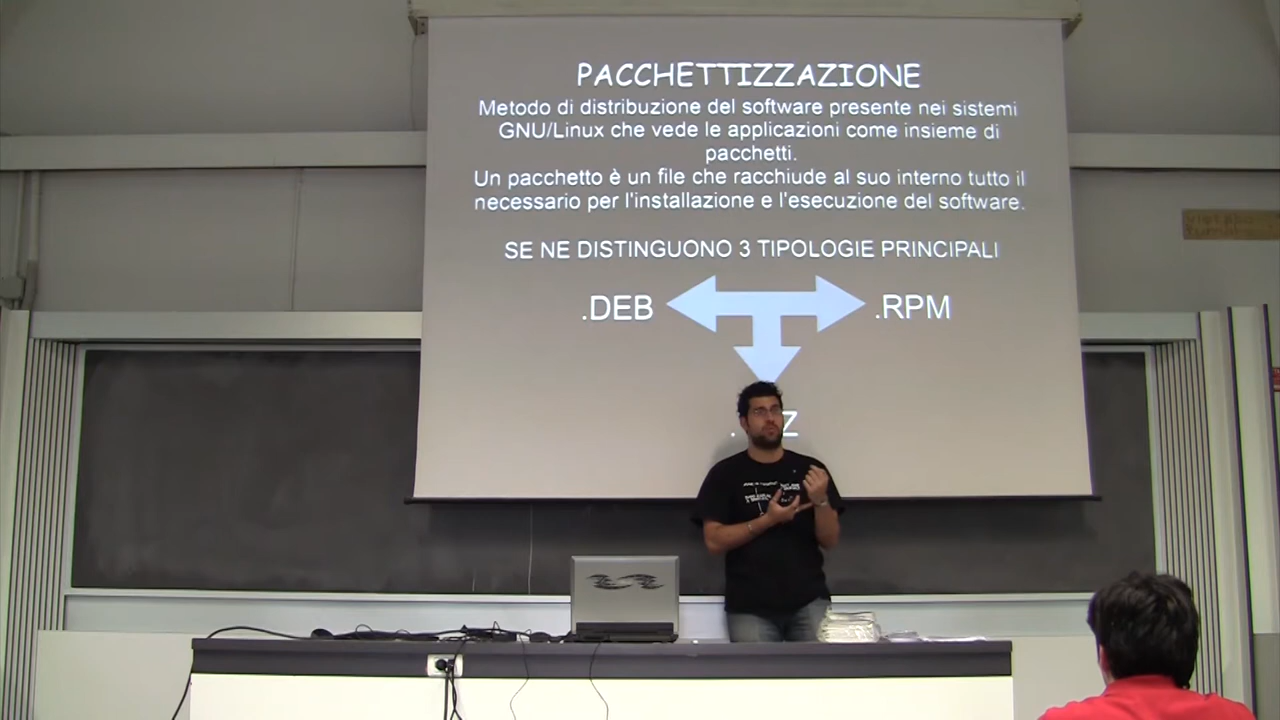 PACCHETTIZZAZIONE
Metodo di distribuzione del software presente nei sistemi
GNU/Linux che vede le applicazioni come insieme di
pacchetti.
Un pacchetto è un file che racchiude al suo interno tutto il
necessario per l'installazione e l'esecuzione del software.
SE NE DISTINGUONO 3 TIPOLOGIE PRINCIPALI
.DEB .RPM